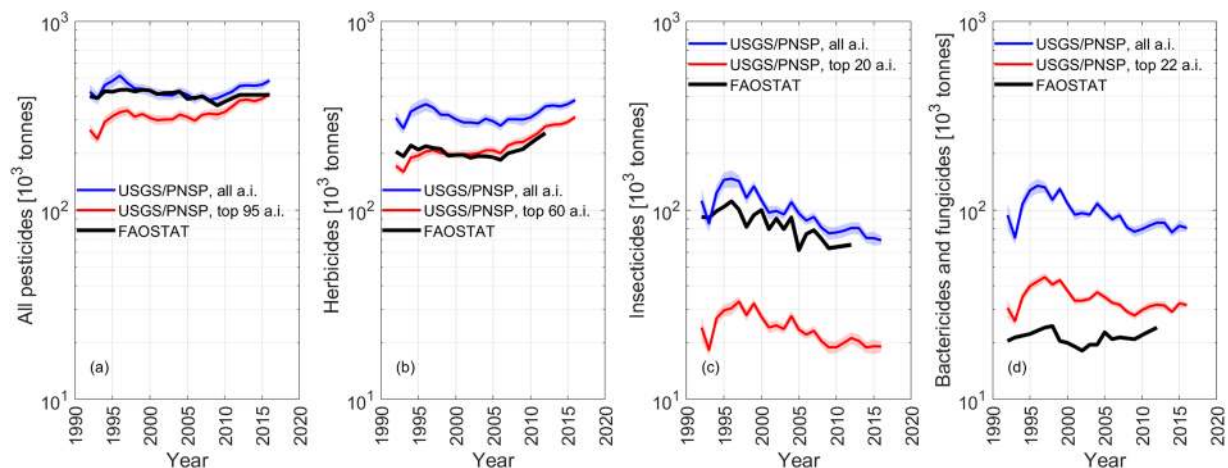 All pesticides [10³ tonnes]
10³
10²
10¹
USGS/PNSP, all a.i.
USGS/PNSP, top 95 a.i.
FAOSTAT
(a)
1990
1995
2000
2005
2010
2015
2020
Year
Herbicides [10³ tonnes]
10³
10²
10¹
USGS/PNSP, all a.i.
USGS/PNSP, top 60 a.i.
FAOSTAT
(b)
1990
1995
2000
2005
2010
2015
2020
Year
Insecticides [10³ tonnes]
10³
10²
10¹
USGS/PNSP, all a.i.
USGS/PNSP, top 20 a.i.
FAOSTAT
(c)
1990
1995
2000
2005
2010
2015
2020
Year
Bactericides and fungicides [10³ tonnes]
10³
10²
10¹
USGS/PNSP, all a.i.
USGS/PNSP, top 22 a.i.
FAOSTAT
(d)
1990
1995
2000
2005
2010
2015
2020
Year